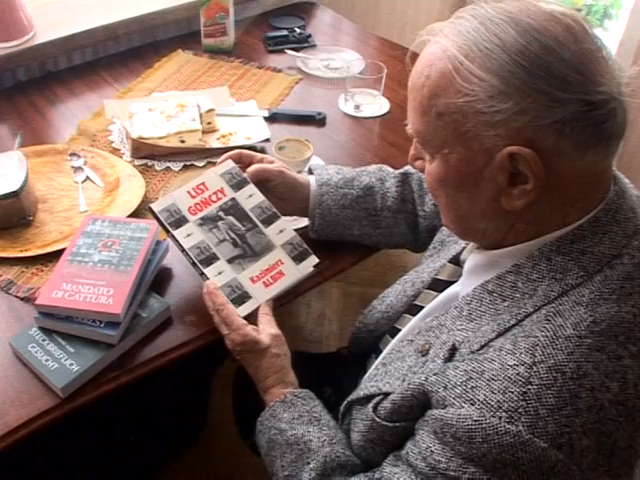 LIST
GOŃCZY
Kazimierz
ALBIN
MANDATO
DI CATTURA
STECKBRIEFLICH
GESUCHT